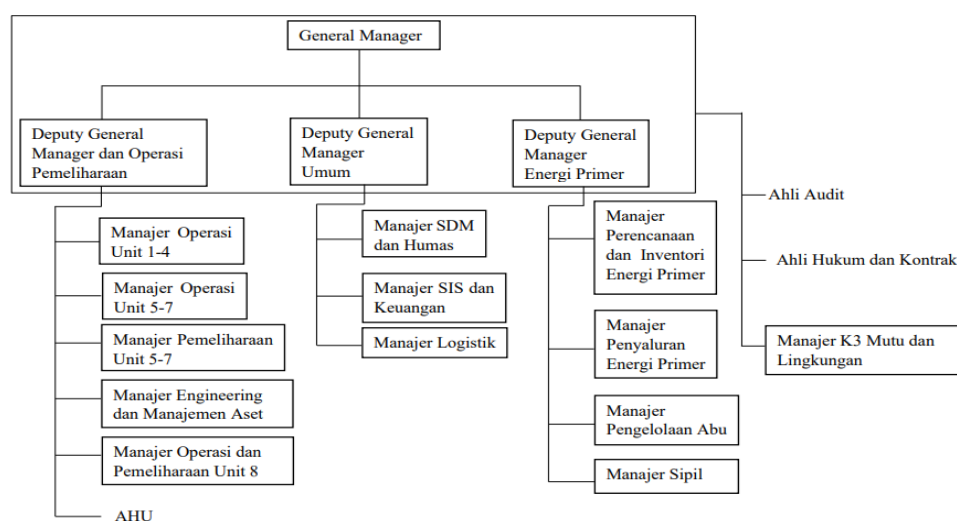 General Manager
Deputy General
Manager dan Operasi
Pemeliharaan
Deputy General
Manager
Umum
Deputy General
Manager
Energi Primer
Manajer Operasi
Unit 1-4
Manajer Operasi
Unit 5-7
Manajer Pemeliharaan
Unit 5-7
Manajer Engineering
dan Manajemen Aset
Manajer Operasi dan
Pemeliharaan Unit 8
AHU
Manajer SDM
dan Humas
Manajer SIS dan
Keuangan
Manajer Logistik
Manajer
Perencanaan
dan Inventori
Energi Primer
Manajer
Penyaluran
Energi Primer
Manajer
Pengelolaan Abu
Manajer Sipil
Ahli Audit
Ahli Hukum dan Kontrak
Manajer K3 Mutu dan
Lingkungan